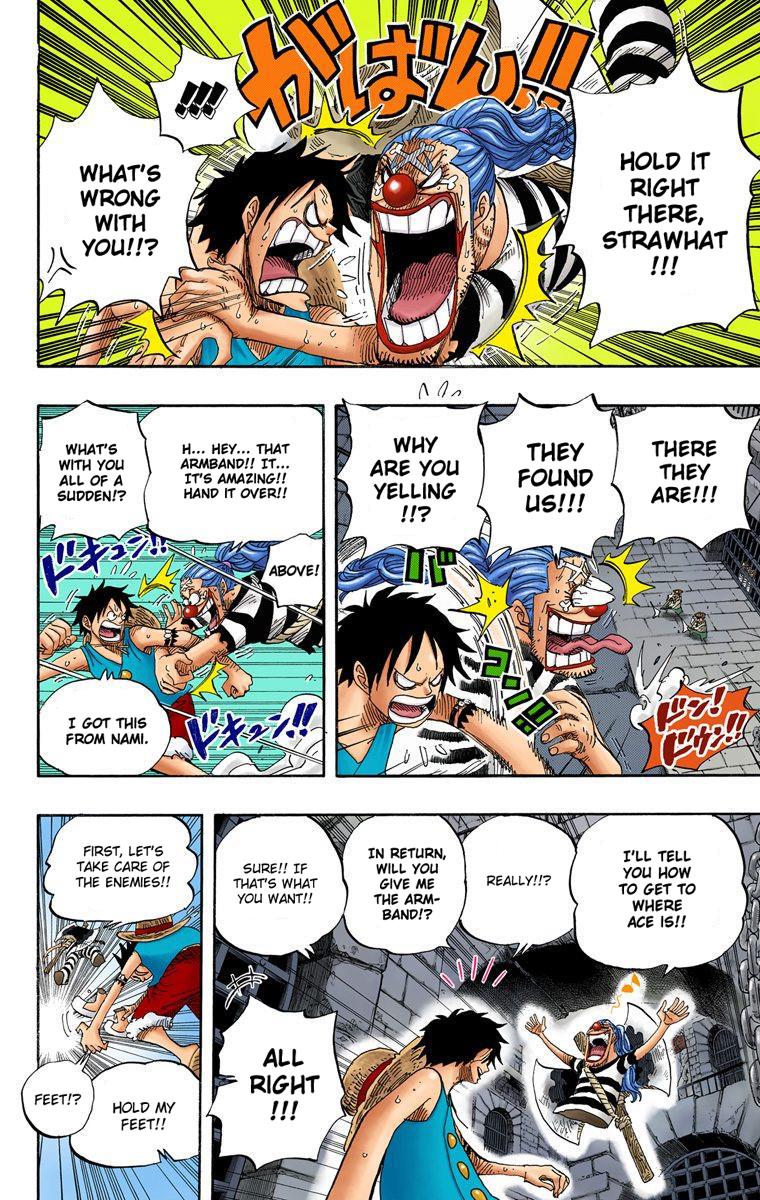 がばん!!
HOLD IT
RIGHT
THERE,
STRAWHAT
!!!
!!!
WHAT'S
WRONG
WITH
YOU!!?
THERE
THEY
ARE!!!
THEY
FOUND
US!!!
WHY
ARE YOU
YELLING
!!?
バ
コン!!
ドン!
ドウン!!
H... HEY... THAT
ARMBAND!! IT...
IT'S AMAZING!!
HAND IT OVER!!
WHAT'S
WITH YOU
ALL OF A
SUDDEN!?
ABOVE!
ドキュン!!
I GOT THIS
FROM NAMI.
ドキュン!!
I'LL TELL
YOU HOW
TO GET TO
WHERE
ACE IS!!
REALLY!!?
IN RETURN,
WILL YOU
GIVE ME
THE ARM-
BAND!?
SURE!! IF
THAT'S WHAT
YOU WANT!!
ALL
RIGHT
!!!
FIRST, LET'S
TAKE CARE OF
THE ENEMIES!!
HOLD MY
FEET!!
FEET!?